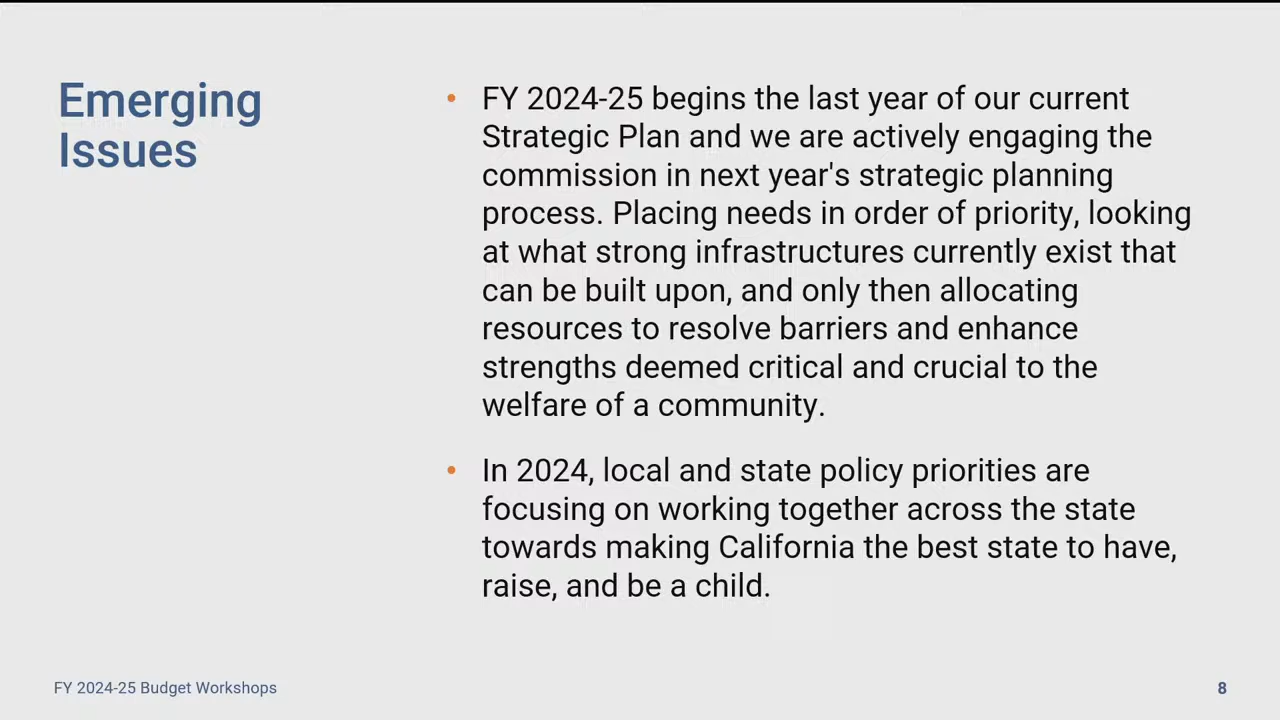 Emerging
Issues
• FY 2024-25 begins the last year of our current
Strategic Plan and we are actively engaging the
commission in next year's strategic planning
process. Placing needs in order of priority, looking
at what strong infrastructures currently exist that
can be built upon, and only then allocating
resources to resolve barriers and enhance
strengths deemed critical and crucial to the
welfare of a community.
• In 2024, local and state policy priorities are
focusing on working together across the state
towards making California the best state to have,
raise, and be a child.
FY 2024-25 Budget Workshops
8